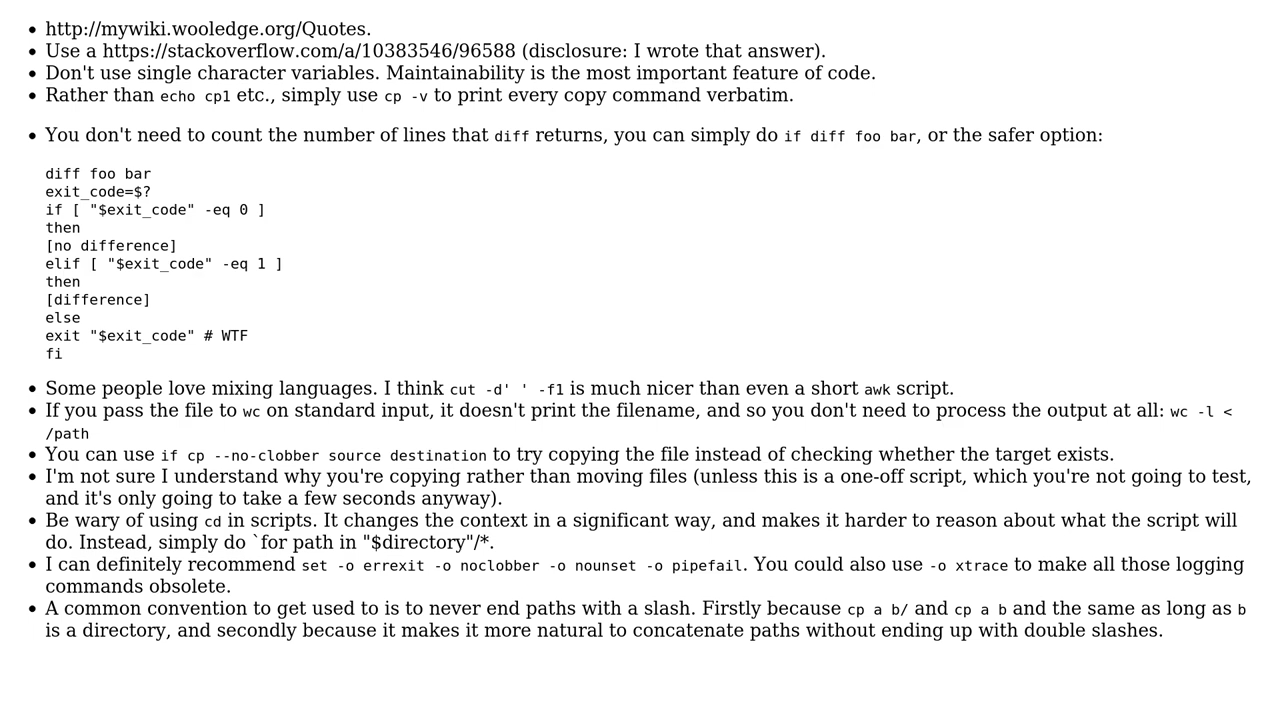 http://mywiki.wooledge.org/Quotes.
Use a https://stackoverflow.com/a/10383546/96588 (disclosure: I wrote that answer).
Don't use single character variables. Maintainability is the most important feature of code.
Rather than echo cp1 etc., simply use cp -v to print every copy command verbatim.
You don't need to count the number of lines that diff returns, you can simply do if diff foo bar, or the safer option:
diff foo bar
exit_code=$?
if [ "$exit_code" -eq 0 ]
then
[no difference]
elif [ "$exit_code" -eq 1 ]
then
[difference]
else
exit "$exit_code" # WTF
fi
Some people love mixing languages. I think cut -d' ' -f1 is much nicer than even a short awk script.
If you pass the file to wc on standard input, it doesn't print the filename, and so you don't need to process the output at all: wc -l <
/path
You can use if cp --no-clobber source destination to try copying the file instead of checking whether the target exists.
I'm not sure I understand why you're copying rather than moving files (unless this is a one-off script, which you're not going to test,
and it's only going to take a few seconds anyway).
Be wary of using cd in scripts. It changes the context in a significant way, and makes it harder to reason about what the script will
do. Instead, simply do `for path in "$directory"/*.
I can definitely recommend set -o errexit -o noclobber -o nounset -o pipefail. You could also use -o xtrace to make all those logging
commands obsolete.
A common convention to get used to is to never end paths with a slash. Firstly because cp a b/ and cp a b and the same as long as b
is a directory, and secondly because it makes it more natural to concatenate paths without ending up with double slashes.